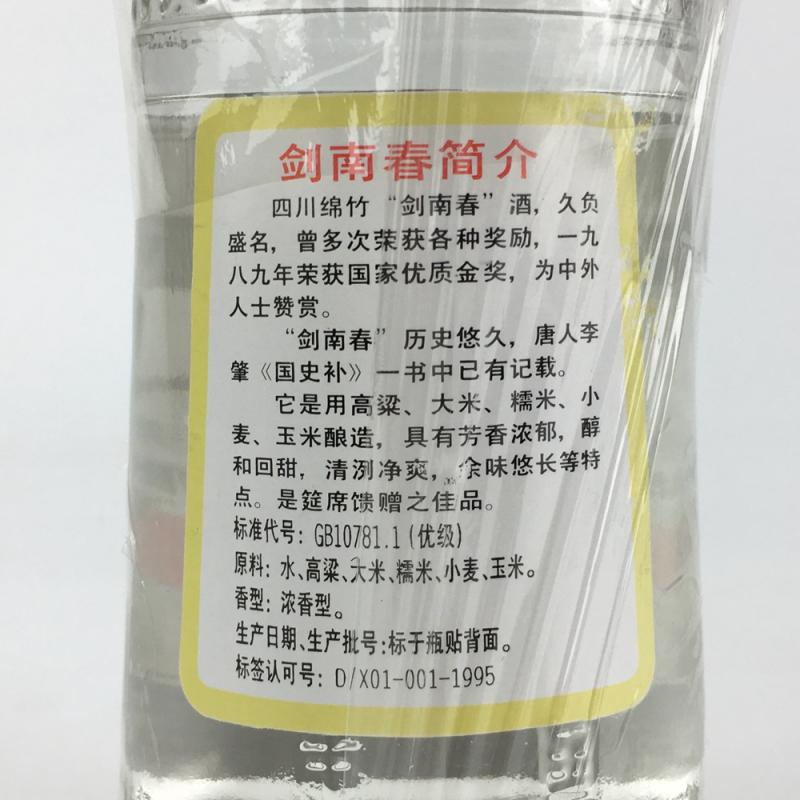 剑南春简介
四川绵竹“剑南春”酒，久负
盛名，曾多次荣获各种奖励，一九
八九年荣获国家优质金奖，为中外
人士赞赏。
“剑南春”历史悠久，唐人李
肇《国史补》一书中已有记载。
它是用高粱、大米、糯米、小
麦、玉米酿造，具有芳香浓郁，醇
和回甜，清洌净爽，余味悠长等特
点。是筵席馈赠之佳品。
标准代号：GB10781.1(优级)
原料：水、高粱、大米、糯米、小麦、玉米。
香型：浓香型。
生产日期、生产批号：标于瓶贴背面。
标签认可号：D/X01-001-1995